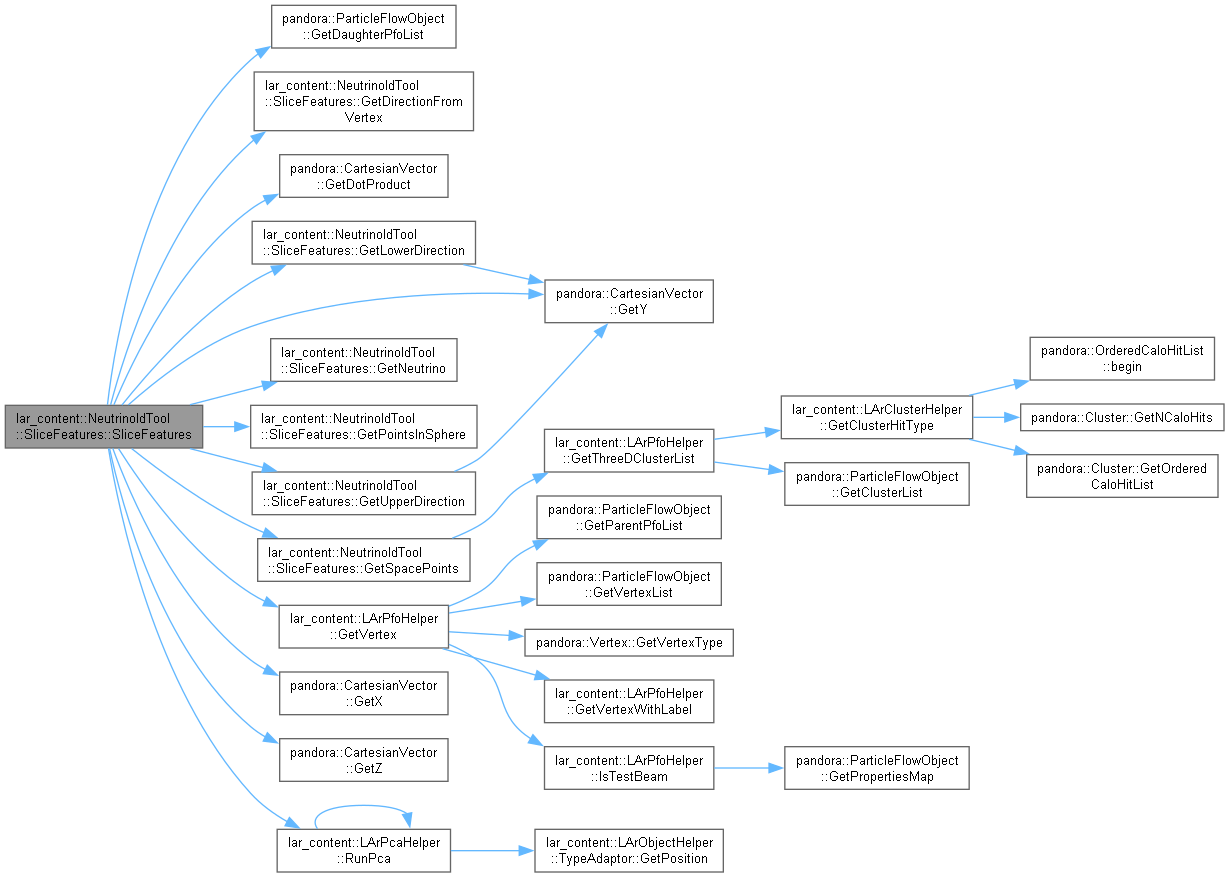 pandora::ParticleFlowObject
::GetDaughterPfoList
lar_content::NeutrinoIdTool
::SliceFeatures::GetDirectionFrom
Vertex
pandora::CartesianVector
::GetDotProduct
lar_content::NeutrinoIdTool
::SliceFeatures::GetLowerDirection
pandora::CartesianVector
::GetY
lar_content::NeutrinoIdTool
::SliceFeatures::GetNeutrino
lar_content::NeutrinoIdTool
::SliceFeatures::SliceFeatures
lar_content::NeutrinoIdTool
::SliceFeatures::GetPointsInSphere
lar_content::NeutrinoIdTool
::SliceFeatures::GetUpperDirection
lar_content::NeutrinoIdTool
::SliceFeatures::GetSpacePoints
lar_content::LArPfoHelper
::GetThreeDClusterList
lar_content::LArClusterHelper
::GetClusterHitType
pandora::OrderedCaloHitList
::begin
pandora::Cluster::GetNCaloHits
pandora::Cluster::GetOrdered
CaloHitList
pandora::ParticleFlowObject
::GetClusterList
lar_content::LArPfoHelper
::GetVertex
pandora::ParticleFlowObject
::GetParentPfoList
pandora::ParticleFlowObject
::GetVertexList
pandora::Vertex::GetVertexType
lar_content::LArPfoHelper
::GetVertexWithLabel
lar_content::LArPfoHelper
::IsTestBeam
pandora::ParticleFlowObject
::GetPropertiesMap
pandora::CartesianVector
::GetX
pandora::CartesianVector
::GetZ
lar_content::LArPcaHelper
::RunPca
lar_content::LArObjectHelper
::TypeAdaptor::GetPosition